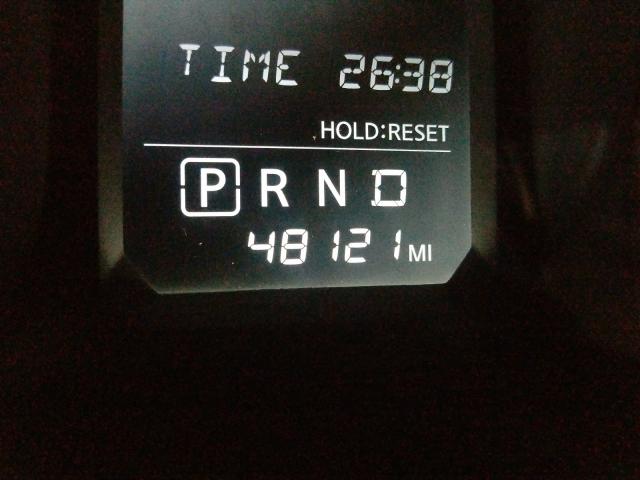 TIME 26:38
HOLD:RESET
P R N D
48121 MI